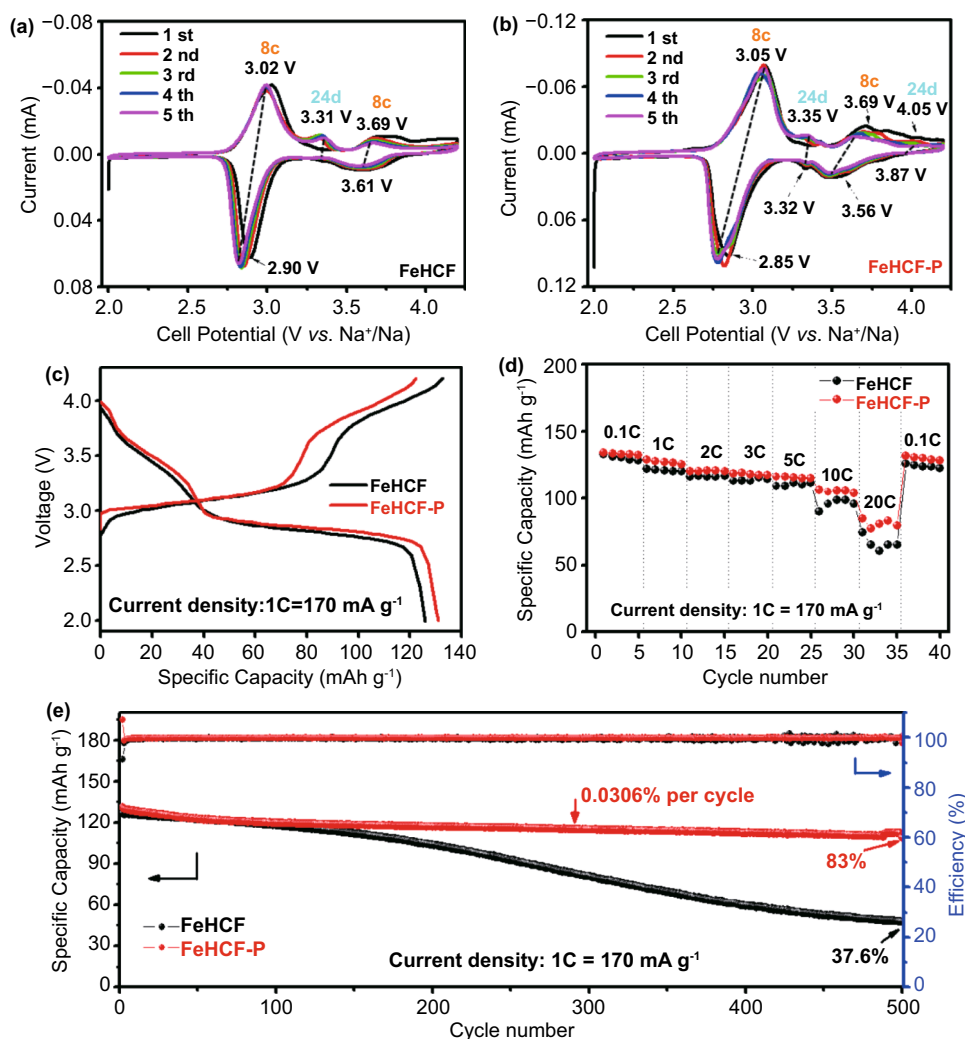 (a)
1 st
2 nd
3 rd
4 th
5 th
8c
3.02 V
24d
3.31 V
8c
3.69 V
3.61 V
2.90 V
FeHCF
−0.08
−0.04
0.00
0.04
0.08
Current (mA)
2.0 2.5 3.0 3.5 4.0
Cell Potential (V vs. Na⁺/Na)
(b)
1 st
2 nd
3 rd
4 th
5 th
8c
3.05 V
24d
3.35 V
8c
3.69 V
24d
4.05 V
3.87 V
3.32 V
3.56 V
2.85 V
FeHCF-P
−0.12
−0.06
0.00
0.06
0.12
Current (mA)
2.0 2.5 3.0 3.5 4.0
Cell Potential (V vs. Na⁺/Na)
(c)
4.0
3.5
3.0
2.5
2.0
Voltage (V)
FeHCF
FeHCF-P
Current density:1C=170 mA g⁻¹
0 20 40 60 80 100 120 140
Specific Capacity (mAh g⁻¹)
(d)
200
150
100
50
0
Specific Capacity (mAh g⁻¹)
FeHCF
FeHCF-P
0.1C 1C 2C 3C 5C 10C 20C 0.1C
Current density: 1C = 170 mA g⁻¹
0 5 10 15 20 25 30 35 40
Cycle number
(e)
180
150
120
90
60
30
0
Specific Capacity (mAh g⁻¹)
0.0306% per cycle
83%
37.6%
FeHCF
FeHCF-P
Current density: 1C = 170 mA g⁻¹
100
80
60
40
20
0
Efficiency (%)
0 100 200 300 400 500
Cycle number